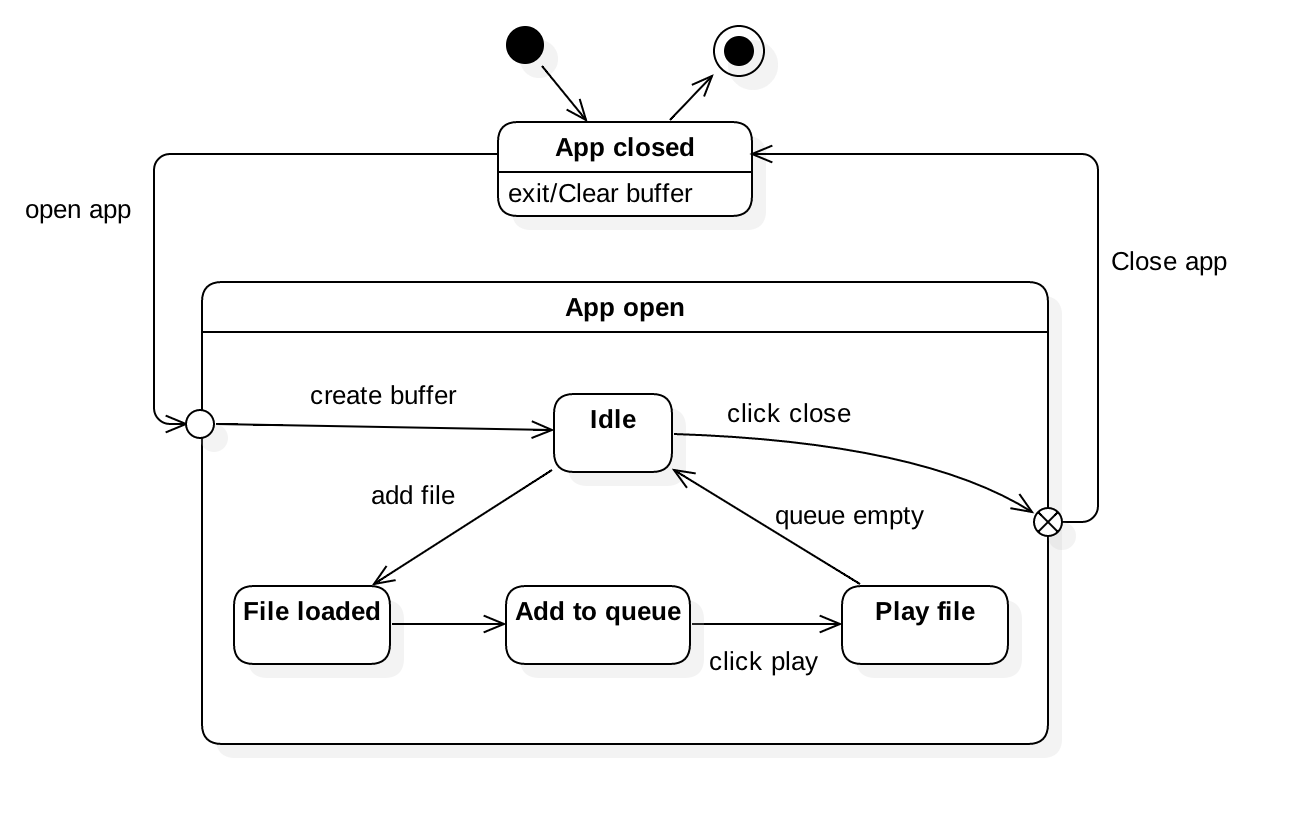 App closed
exit/Clear buffer
open app
Close app
App open
create buffer
Idle
click close
add file
queue empty
File loaded
Add to queue
Play file
click play